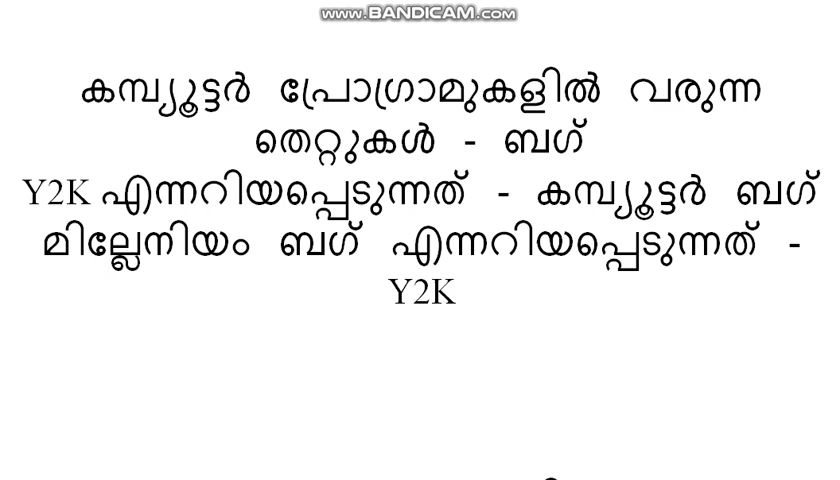 www.BANDICAM.com
കമ്പ്യൂട്ടർ പ്രോഗ്രാമുകളിൽ വരുന്ന
തെറ്റുകൾ - ബഗ്
Y2K എന്നറിയപ്പെടുന്നത് - കമ്പ്യൂട്ടർ ബഗ്
മില്ലേനിയം ബഗ് എന്നറിയപ്പെടുന്നത് -
Y2K